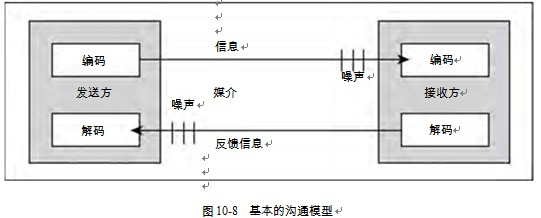 信息
编码
编码
噪声
发送方
媒介
接收方
噪声
解码
解码
反馈信息
图 10-8 基本的沟通模型